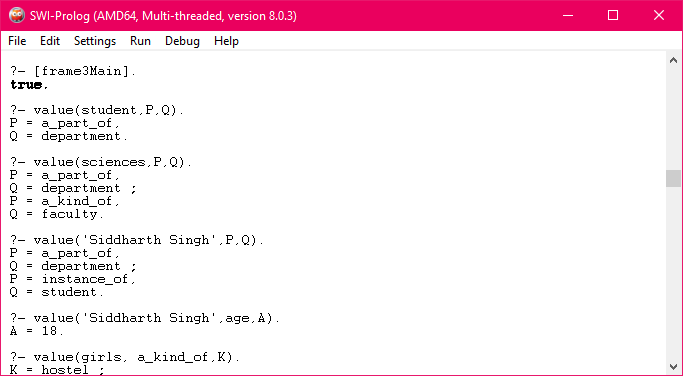 SWI-Prolog (AMD64, Multi-threaded, version 8.0.3)
File Edit Settings Run Debug Help
?- [frame3Main].
true.
?- value(student,P,Q).
P = a_part_of,
Q = department.
?- value(sciences,P,Q).
P = a_part_of,
Q = department ;
P = a_kind_of,
Q = faculty.
?- value('Siddharth Singh',P,Q).
P = a_part_of,
Q = department ;
P = instance_of,
Q = student.
?- value('Siddharth Singh',age,A).
A = 18.
?- value(girls, a_kind_of,K).
K = hostel ;